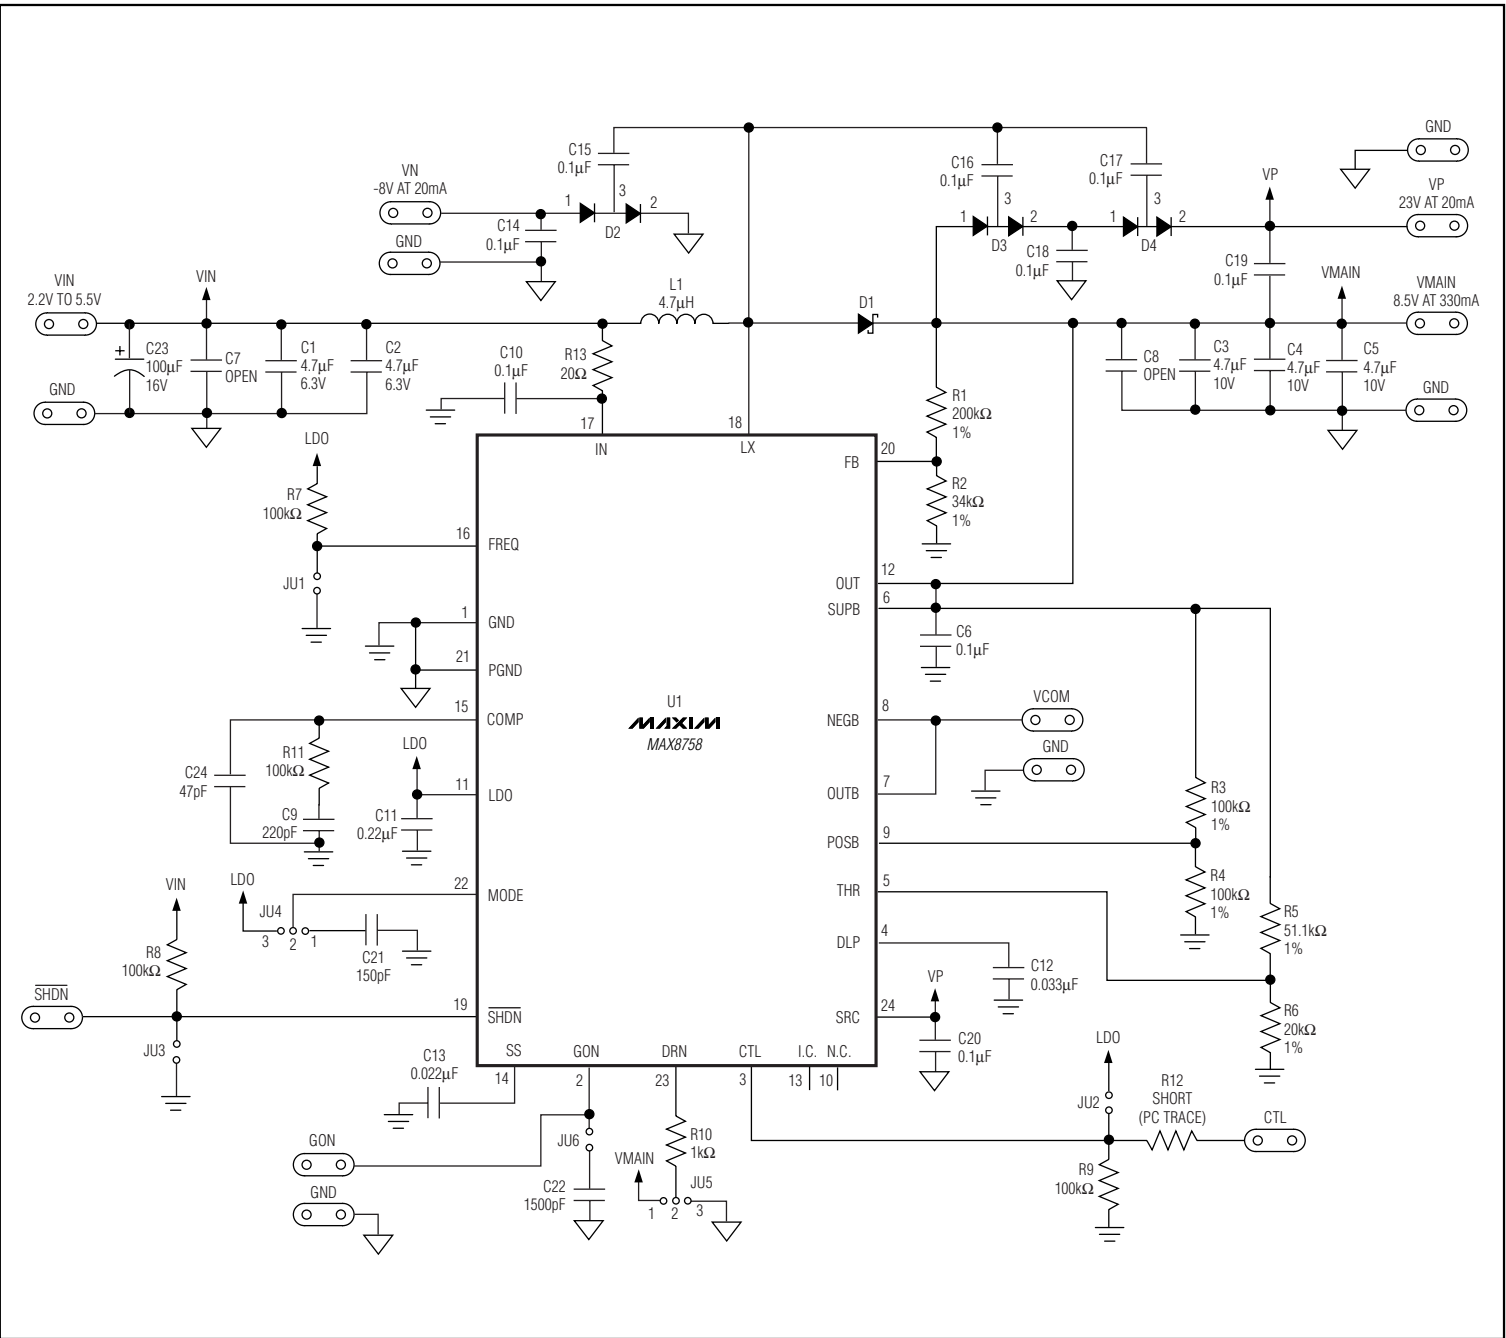 C15
0.1µF
VN
-8V AT 20mA
GND
C14
0.1µF
1
3
2
D2
C16
0.1µF
3
1
2
D3
C18
0.1µF
C17
0.1µF
3
1
2
D4
VP
C19
0.1µF
GND
VP
23V AT 20mA
VIN
2.2V TO 5.5V
VIN
L1
4.7µH
D1
VMAIN
VMAIN
8.5V AT 330mA
+
C23
100µF
16V
C7
OPEN
C1
4.7µF
6.3V
C2
4.7µF
6.3V
C10
0.1µF
R13
20Ω
GND
C8
OPEN
C3
4.7µF
10V
C4
4.7µF
10V
C5
4.7µF
10V
GND
R1
200kΩ
1%
R2
34kΩ
1%
17
IN
18
LX
20
FB
LDO
R7
100kΩ
16
FREQ
JU1
12
OUT
6
SUPB
C6
0.1µF
1
GND
21
PGND
15
COMP
R11
100kΩ
C24
47pF
C9
220pF
LDO
11
LDO
C11
0.22µF
U1
MAXIM
MAX8758
8
NEGB
VCOM
GND
7
OUTB
R3
100kΩ
1%
9
POSB
R4
100kΩ
1%
5
THR
R5
51.1kΩ
1%
4
DLP
C12
0.033µF
R6
20kΩ
1%
22
MODE
LDO
JU4
3
2
1
C21
150pF
VIN
R8
100kΩ
SHDN
19
SHDN
JU3
VP
24
SRC
C20
0.1µF
SS
GON
DRN
CTL
I.C.
N.C.
14
2
23
3
13
10
C13
0.022µF
LDO
JU2
R12
SHORT
(PC TRACE)
CTL
R9
100kΩ
GON
GND
JU6
C22
1500pF
R10
1kΩ
VMAIN
JU5
1
2
3